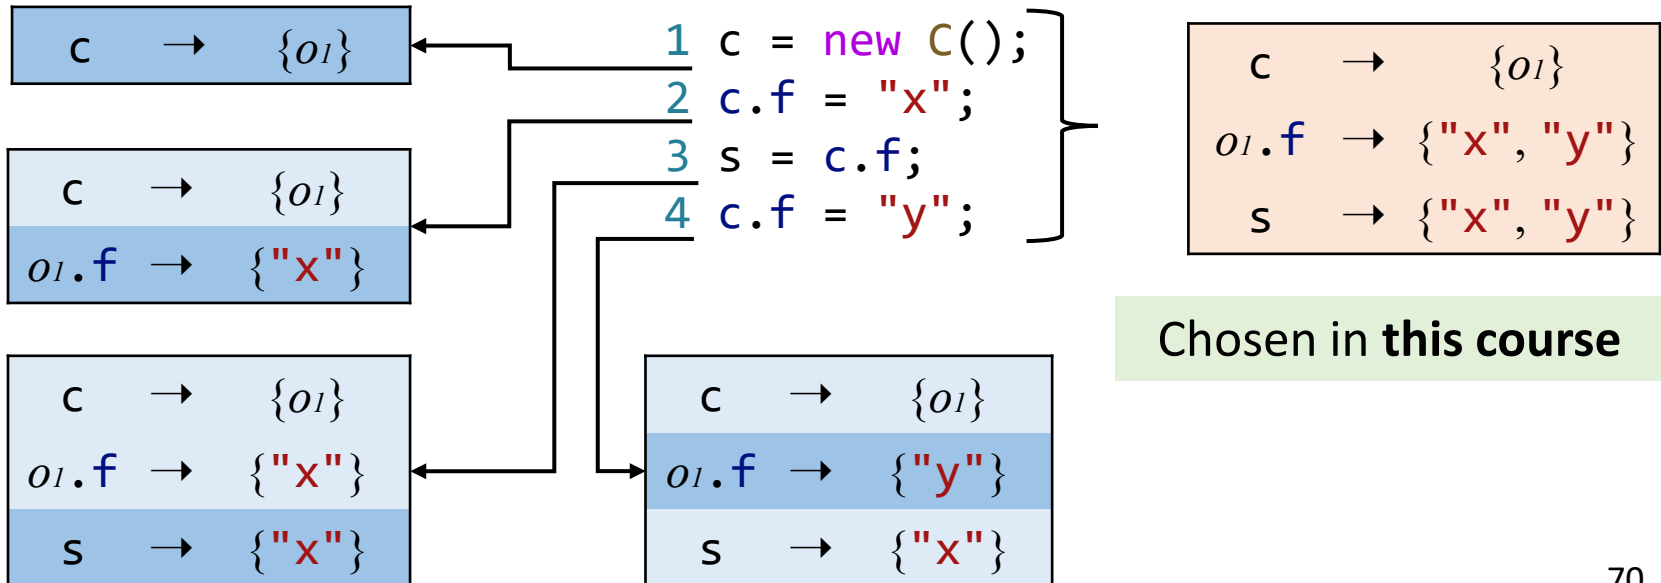 c → {o1}
1 c = new C();
2 c.f = "x";
3 s = c.f;
4 c.f = "y";
c → {o1}
o1.f → {"x", "y"}
s → {"x", "y"}
c → {o1}
o1.f → {"x"}
Chosen in this course
c → {o1}
o1.f → {"x"}
s → {"x"}
c → {o1}
o1.f → {"y"}
s → {"x"}
70